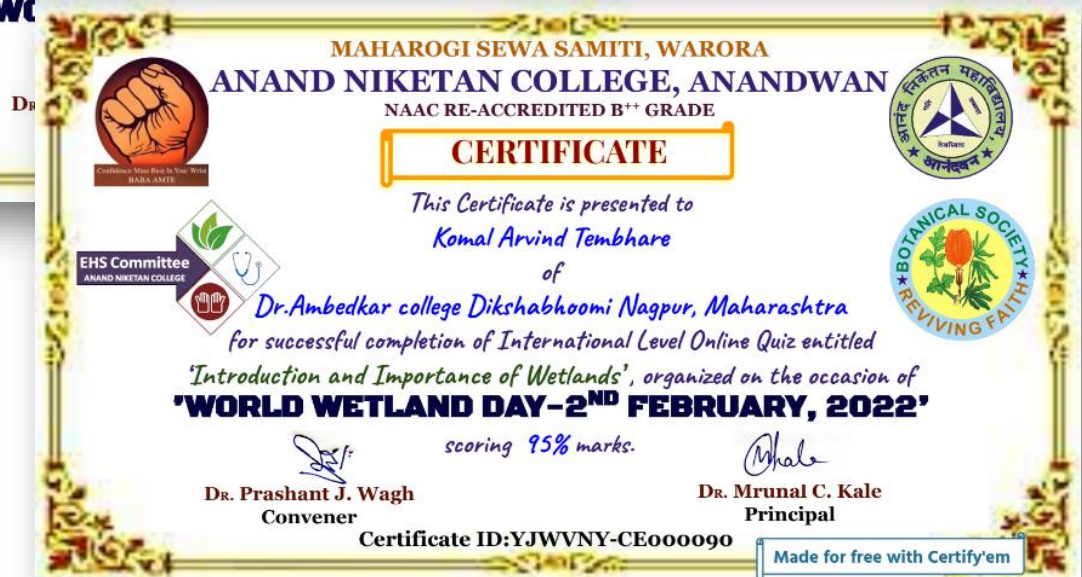 WO
DR
MAHAROGI SEWA SAMITI, WARORA
ANAND NIKETAN COLLEGE, ANANDWAN
NAAC RE-ACCREDITED B++ GRADE
CERTIFICATE
Confidence Must Rest In Your Wrist
BABA AMTE
आनंद निकेतन महाविद्यालय,
आनंदवन
This Certificate is presented to
Komal Arvind Tembhare
of
EHS Committee
ANAND NIKETAN COLLEGE
BOTANICAL SOCIETY
REVIVING FAITH
Dr.Ambedkar college Dikshabhoomi Nagpur, Maharashtra
for successful completion of International Level Online Quiz entitled
'Introduction and Importance of Wetlands', organized on the occasion of
'WORLD WETLAND DAY-2ND FEBRUARY, 2022'
scoring 95% marks.
DR. Prashant J. Wagh
Convener
DR. Mrunal C. Kale
Principal
Certificate ID:YJWVNY-CE000090
Made for free with Certify'em